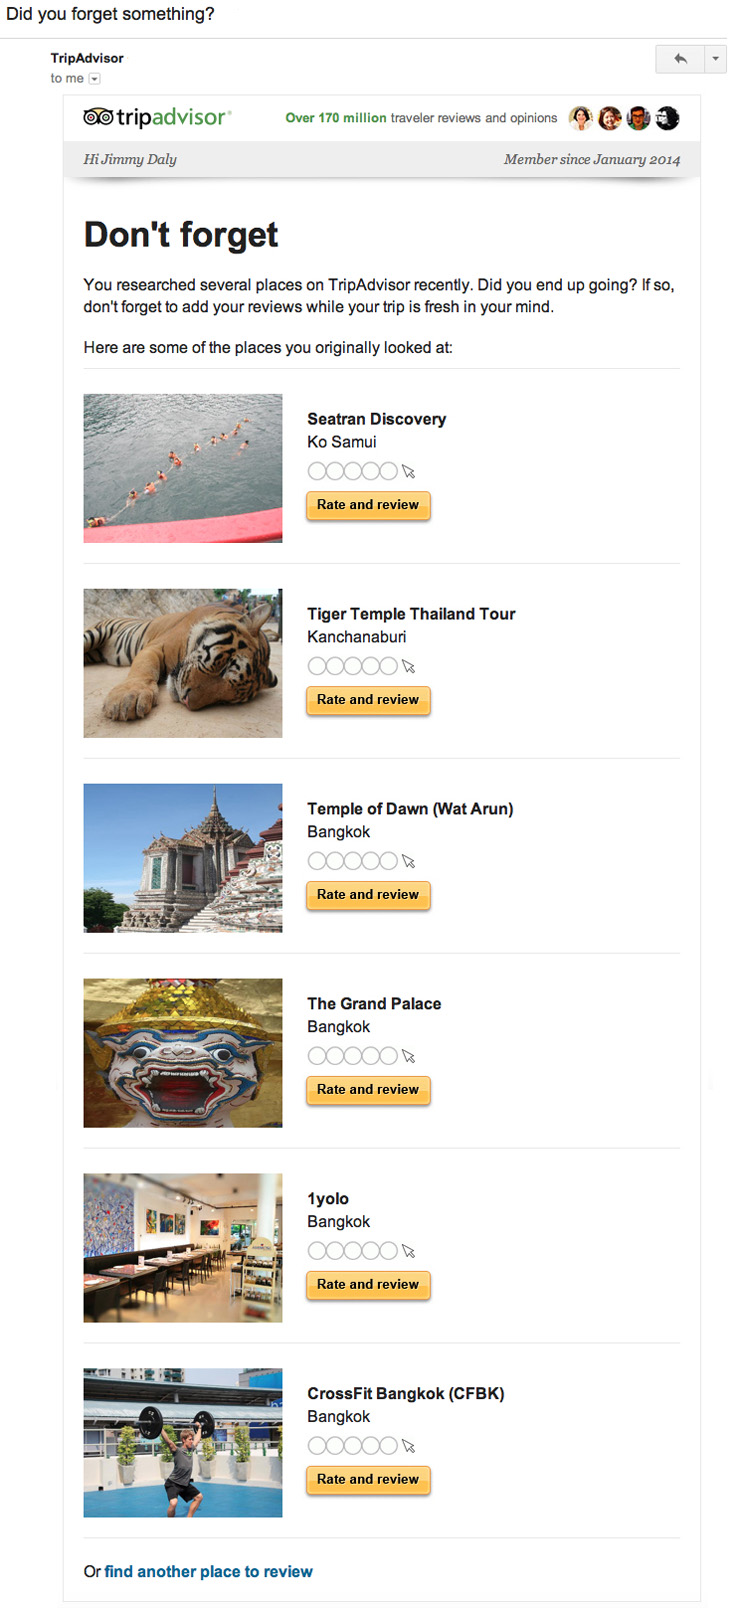 Did you forget something?
TripAdvisor
to me
tripadvisor®
Over 170 million traveler reviews and opinions
Hi Jimmy Daly
Member since January 2014
Don't forget
You researched several places on TripAdvisor recently. Did you end up going? If so,
don't forget to add your reviews while your trip is fresh in your mind.
Here are some of the places you originally looked at:
Seatran Discovery
Ko Samui
Rate and review
Tiger Temple Thailand Tour
Kanchanaburi
Rate and review
Temple of Dawn (Wat Arun)
Bangkok
Rate and review
The Grand Palace
Bangkok
Rate and review
1yolo
Bangkok
Rate and review
CrossFit Bangkok (CFBK)
Bangkok
Rate and review
Or find another place to review